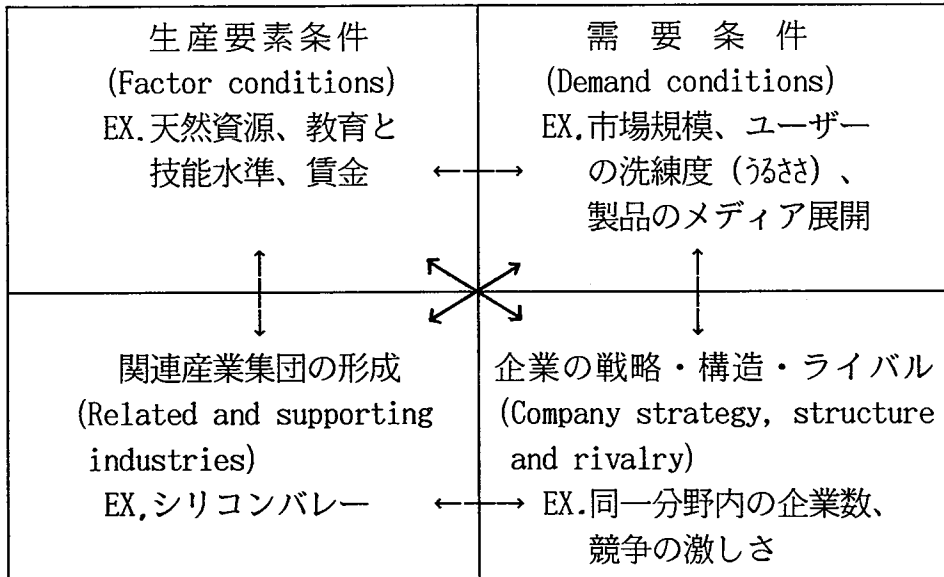 生産要素条件
(Factor conditions)
EX.天然資源、教育と
技能水準、賃金
需要条件
(Demand conditions)
EX.市場規模、ユーザー
の洗練度(うるささ)、
製品のメディア展開
関連産業集団の形成
(Related and supporting
industries)
EX.シリコンバレー
企業の戦略・構造・ライバル
(Company strategy, structure
and rivalry)
EX.同一分野内の企業数、
競争の激しさ